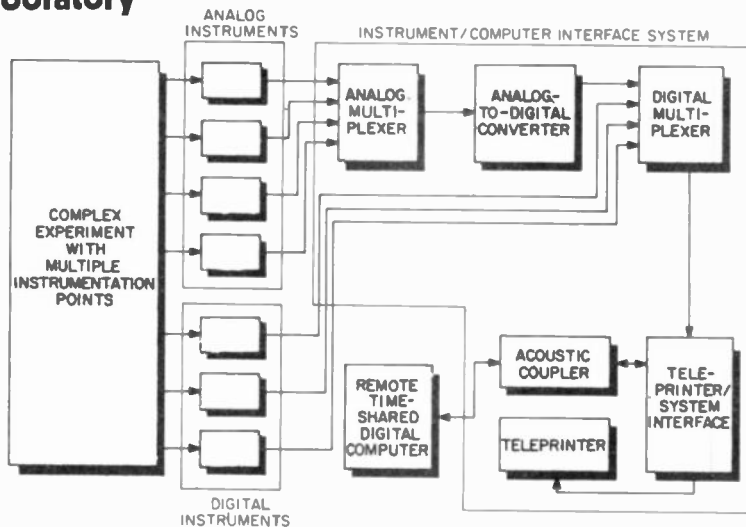 ANALOG
INSTRUMENTS
INSTRUMENT/COMPUTER INTERFACE SYSTEM
ANALOG
MULTI-
PLEXER
ANALOG-
TO-DIGITAL
CONVERTER
DIGITAL
MULTI-
PLEXER
COMPLEX
EXPERIMENT
WITH
MULTIPLE
INSTRUMENTATION
POINTS
ACOUSTIC
COUPLER
REMOTE
TIME-
SHARED
DIGITAL
COMPUTER
TELE-
PRINTER/
SYSTEM
INTERFACE
TELEPRINTER
DIGITAL
INSTRUMENTS